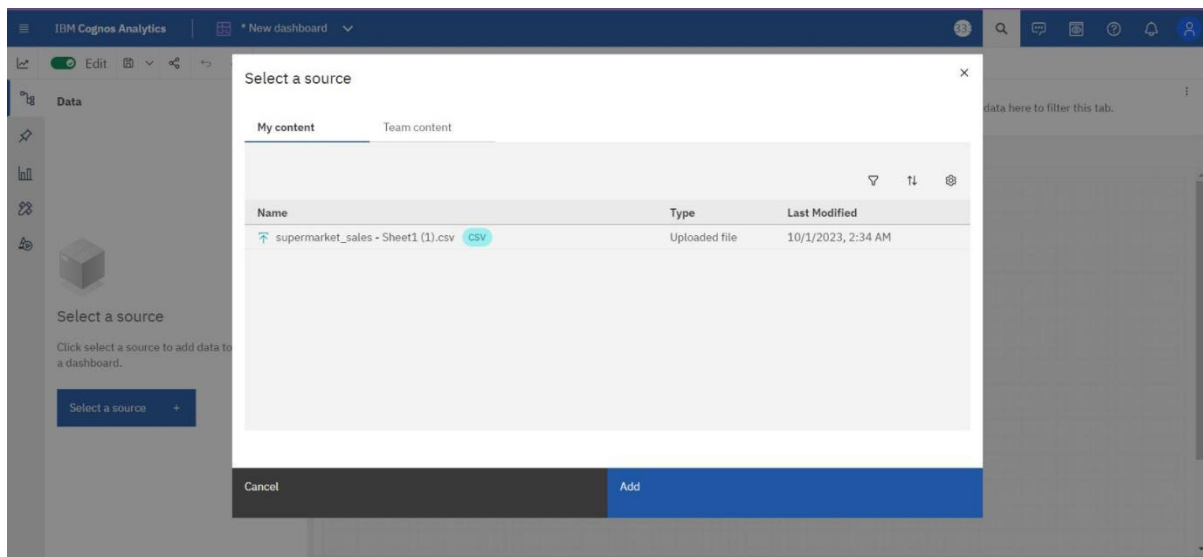 IBM Cognos Analytics
* New dashboard
33
Edit
Data
data here to filter this tab.
Select a source
Click select a source to add data to
a dashboard.
Select a source +
Select a source
My content Team content
Name Type Last Modified
supermarket_sales - Sheet1 (1).csv CSV Uploaded file 10/1/2023, 2:34 AM
Cancel Add